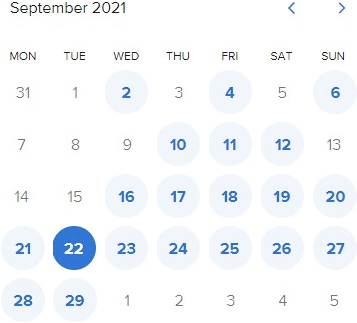 September 2021
MON TUE WED THU FRI SAT SUN
31 1 2 3 4 5 6
7 8 9 10 11 12 13
14 15 16 17 18 19 20
21 22 23 24 25 26 27
28 29 1 2 3 4 5